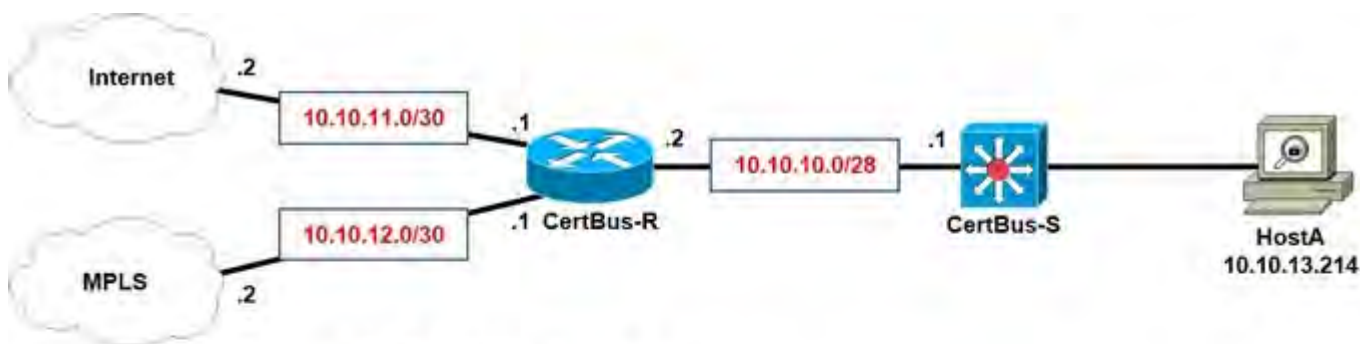 Internet
.2
10.10.11.0/30
.1
.2
10.10.10.0/28
.1
10.10.12.0/30
.1
CertBus-R
CertBus-S
HostA
10.10.13.214
MPLS
.2